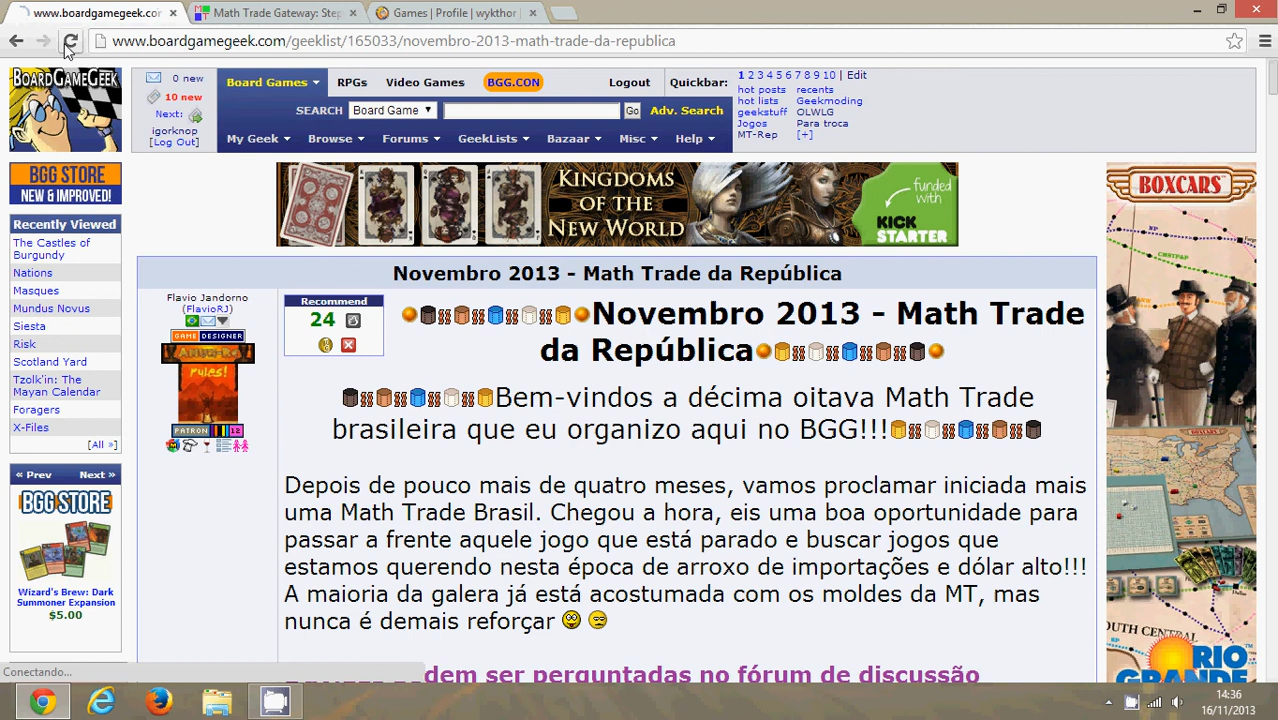 www.boardgamegeek.cor
Math Trade Gateway: Step
Games | Profile | wykthor |
www.boardgamegeek.com/geeklist/165033/novembro-2013-math-trade-da-republica
BOARDGAMEGEEK
0 new
10 new
Next:
igorknop
[Log Out]
Board Games
RPGs
Video Games
BGG.CON
Logout
SEARCH
Board Game
Go
Adv. Search
My Geek
Browse
Forums
GeekLists
Bazaar
Misc
Help
Quickbar:
1 2 3 4 5 6 7 8 9 10 | Edit
hot posts recents
hot lists Geekmoding
geekstuff OLWLG
Jogos Para troca
MT-Rep [+]
BGG STORE
NEW & IMPROVED!
Recently Viewed
The Castles of
Burgundy
Nations
Masques
Mundus Novus
Siesta
Risk
Scotland Yard
Tzolk'in: The
Mayan Calendar
Foragers
X-Files
[All »]
« Prev
Next »
BGG STORE
Wizard's Brew: Dark
Summoner Expansion
$5.00
KINGDOMS
OF THE
NEW WORLD
funded
with
KICK
STARTER
Novembro 2013 - Math Trade da República
Flavio Jandorno
(FlavioRJ)
GAME DESIGNER
rules!
PATRON
12
Recommend
24
Novembro 2013 - Math Trade
da República
Bem-vindos a décima oitava Math Trade
brasileira que eu organizo aqui no BGG!!!
Depois de pouco mais de quatro meses, vamos proclamar iniciada mais
uma Math Trade Brasil. Chegou a hora, eis uma boa oportunidade para
passar a frente aquele jogo que está parado e buscar jogos que
estamos querendo nesta época de arroxo de importações e dólar alto!!!
A maioria da galera já está acostumada com os moldes da MT, mas
nunca é demais reforçar
dem ser perguntadas no fórum de discussão
BOXCARS
SOUTH CENTRAL
RIO
GRANDE
Conectando...
14:36
16/11/2013